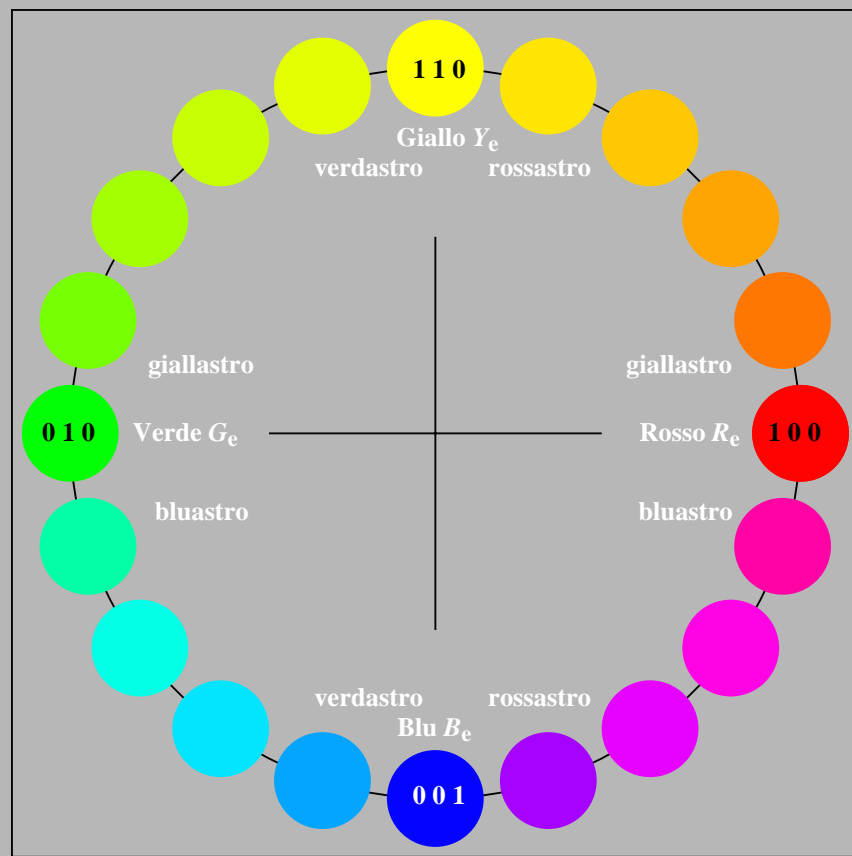 1 1 0
Giallo Yₑ
verdastro rossastro
giallastro giallastro
0 1 0 Verde Gₑ Rosso Rₑ 1 0 0
bluastro bluastro
verdastro rossastro
Blu Bₑ
0 0 1